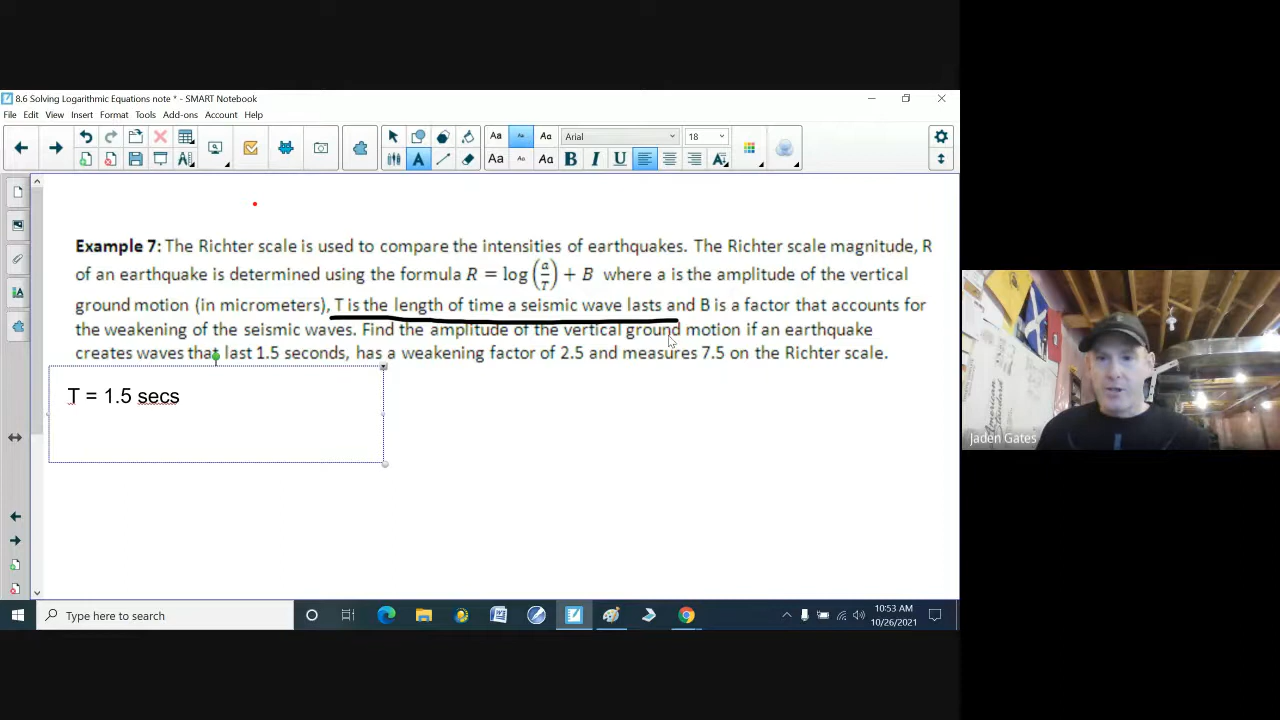 8.6 Solving Logarithmic Equations note * - SMART Notebook
File Edit View Insert Format Tools Add-ons Account Help
Arial
18
Example 7: The Richter scale is used to compare the intensities of earthquakes. The Richter scale magnitude, R
of an earthquake is determined using the formula R = log (a/T) + B where a is the amplitude of the vertical
ground motion (in micrometers), T is the length of time a seismic wave lasts and B is a factor that accounts for
the weakening of the seismic waves. Find the amplitude of the vertical ground motion if an earthquake
creates waves that last 1.5 seconds, has a weakening factor of 2.5 and measures 7.5 on the Richter scale.
T = 1.5 secs
Jaden Gates
Type here to search
10:53 AM
10/26/2021